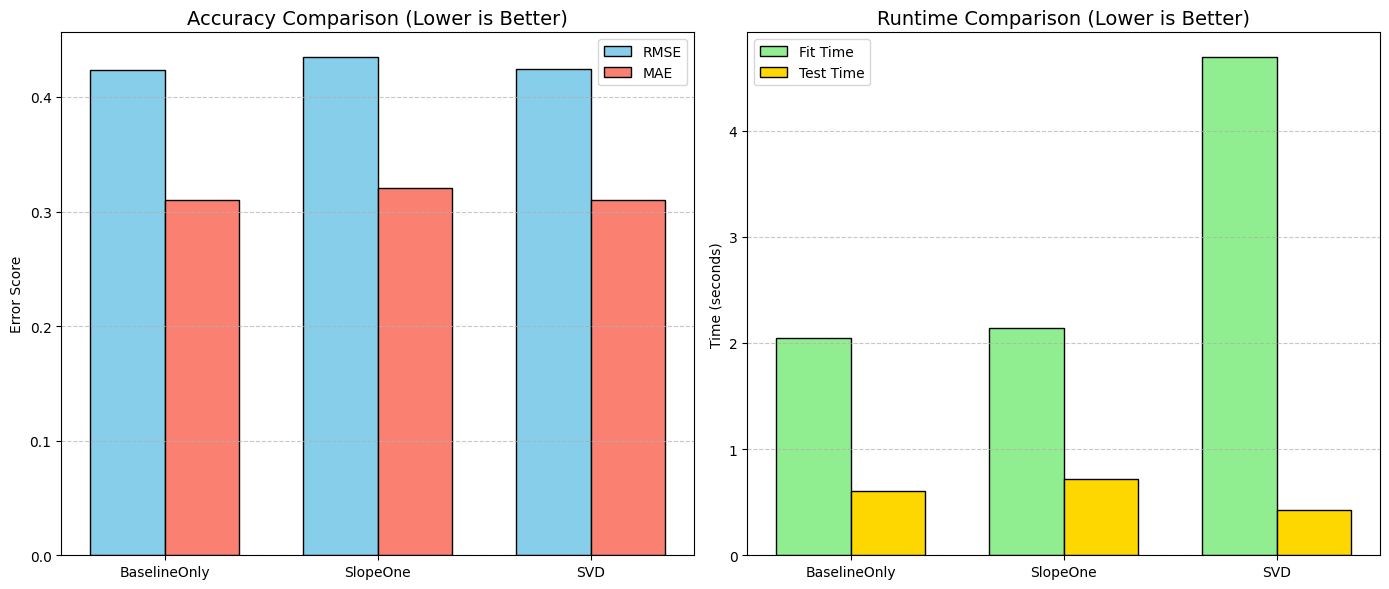 Accuracy Comparison (Lower is Better)
RMSE
MAE
Error Score
0.4
0.3
0.2
0.1
0.0
BaselineOnly
SlopeOne
SVD
Runtime Comparison (Lower is Better)
Fit Time
Test Time
Time (seconds)
4
3
2
1
0
BaselineOnly
SlopeOne
SVD